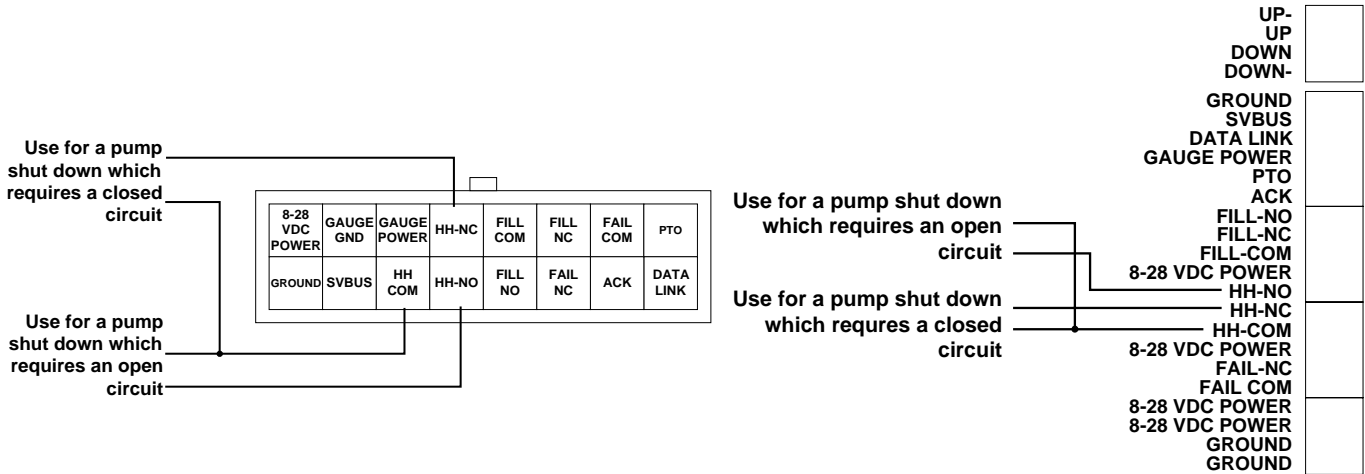 Use for a pump
shut down which
requires a closed
circuit
Use for a pump
shut down which
requires an open
circuit
8-28
VDC
POWER
GAUGE
GND
GAUGE
POWER
HH-NC
FILL
COM
FILL
NC
FAIL
COM
PTO
GROUND
SVBUS
HH
COM
HH-NO
FILL
NO
FAIL
NC
ACK
DATA
LINK
Use for a pump shut down
which requires an open
circuit
Use for a pump shut down
which requres a closed
circuit
UP-
UP
DOWN
DOWN-
GROUND
SVBUS
DATA LINK
GAUGE POWER
PTO
ACK
FILL-NO
FILL-NC
FILL-COM
8-28 VDC POWER
HH-NO
HH-NC
HH-COM
8-28 VDC POWER
FAIL-NC
FAIL COM
8-28 VDC POWER
8-28 VDC POWER
GROUND
GROUND